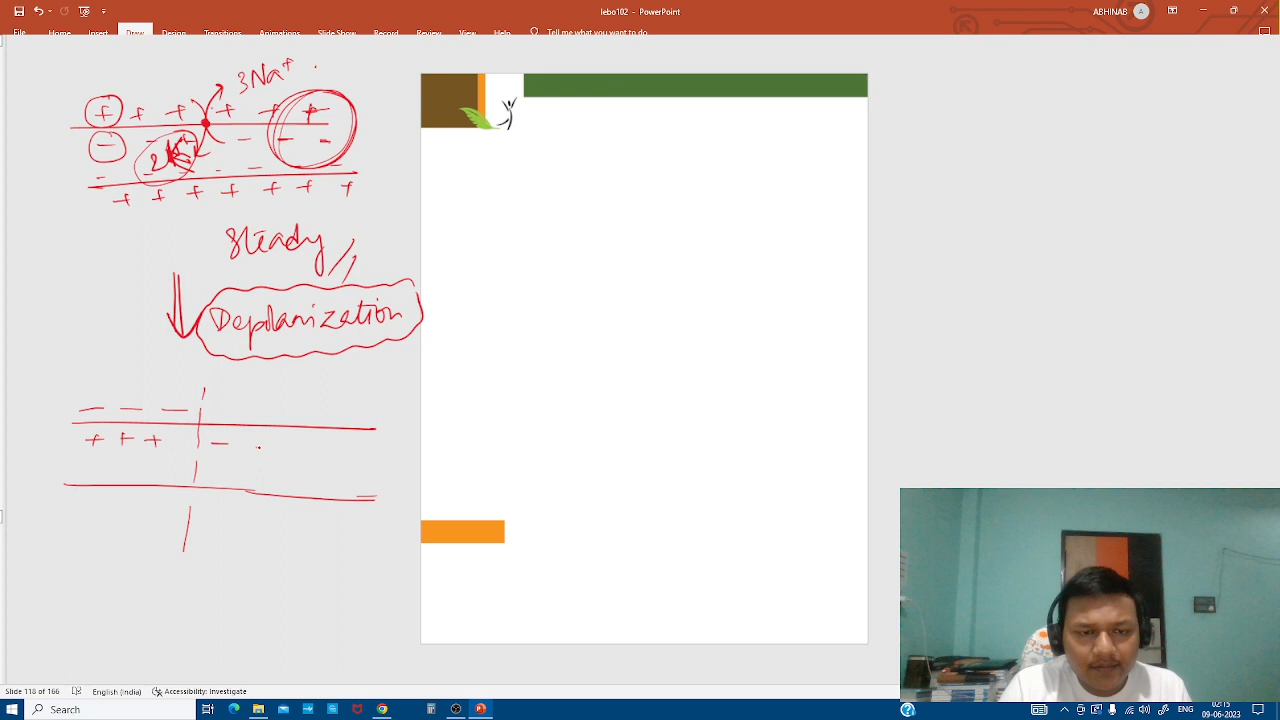 lebo102 - PowerPoint
ABHINAB A
File Home Insert Draw Design Transitions Animations Slide Show Record Review View Help Tell me what you want to do
3Na+
+ + + + + +
- - - -
2K+
- - - -
+ + + + + + +
Steady
Depolarization
- - -
+ + + -
Slide 118 of 166 English (India) Accessibility: Investigate
Search
ENG
02:15
09-06-2023